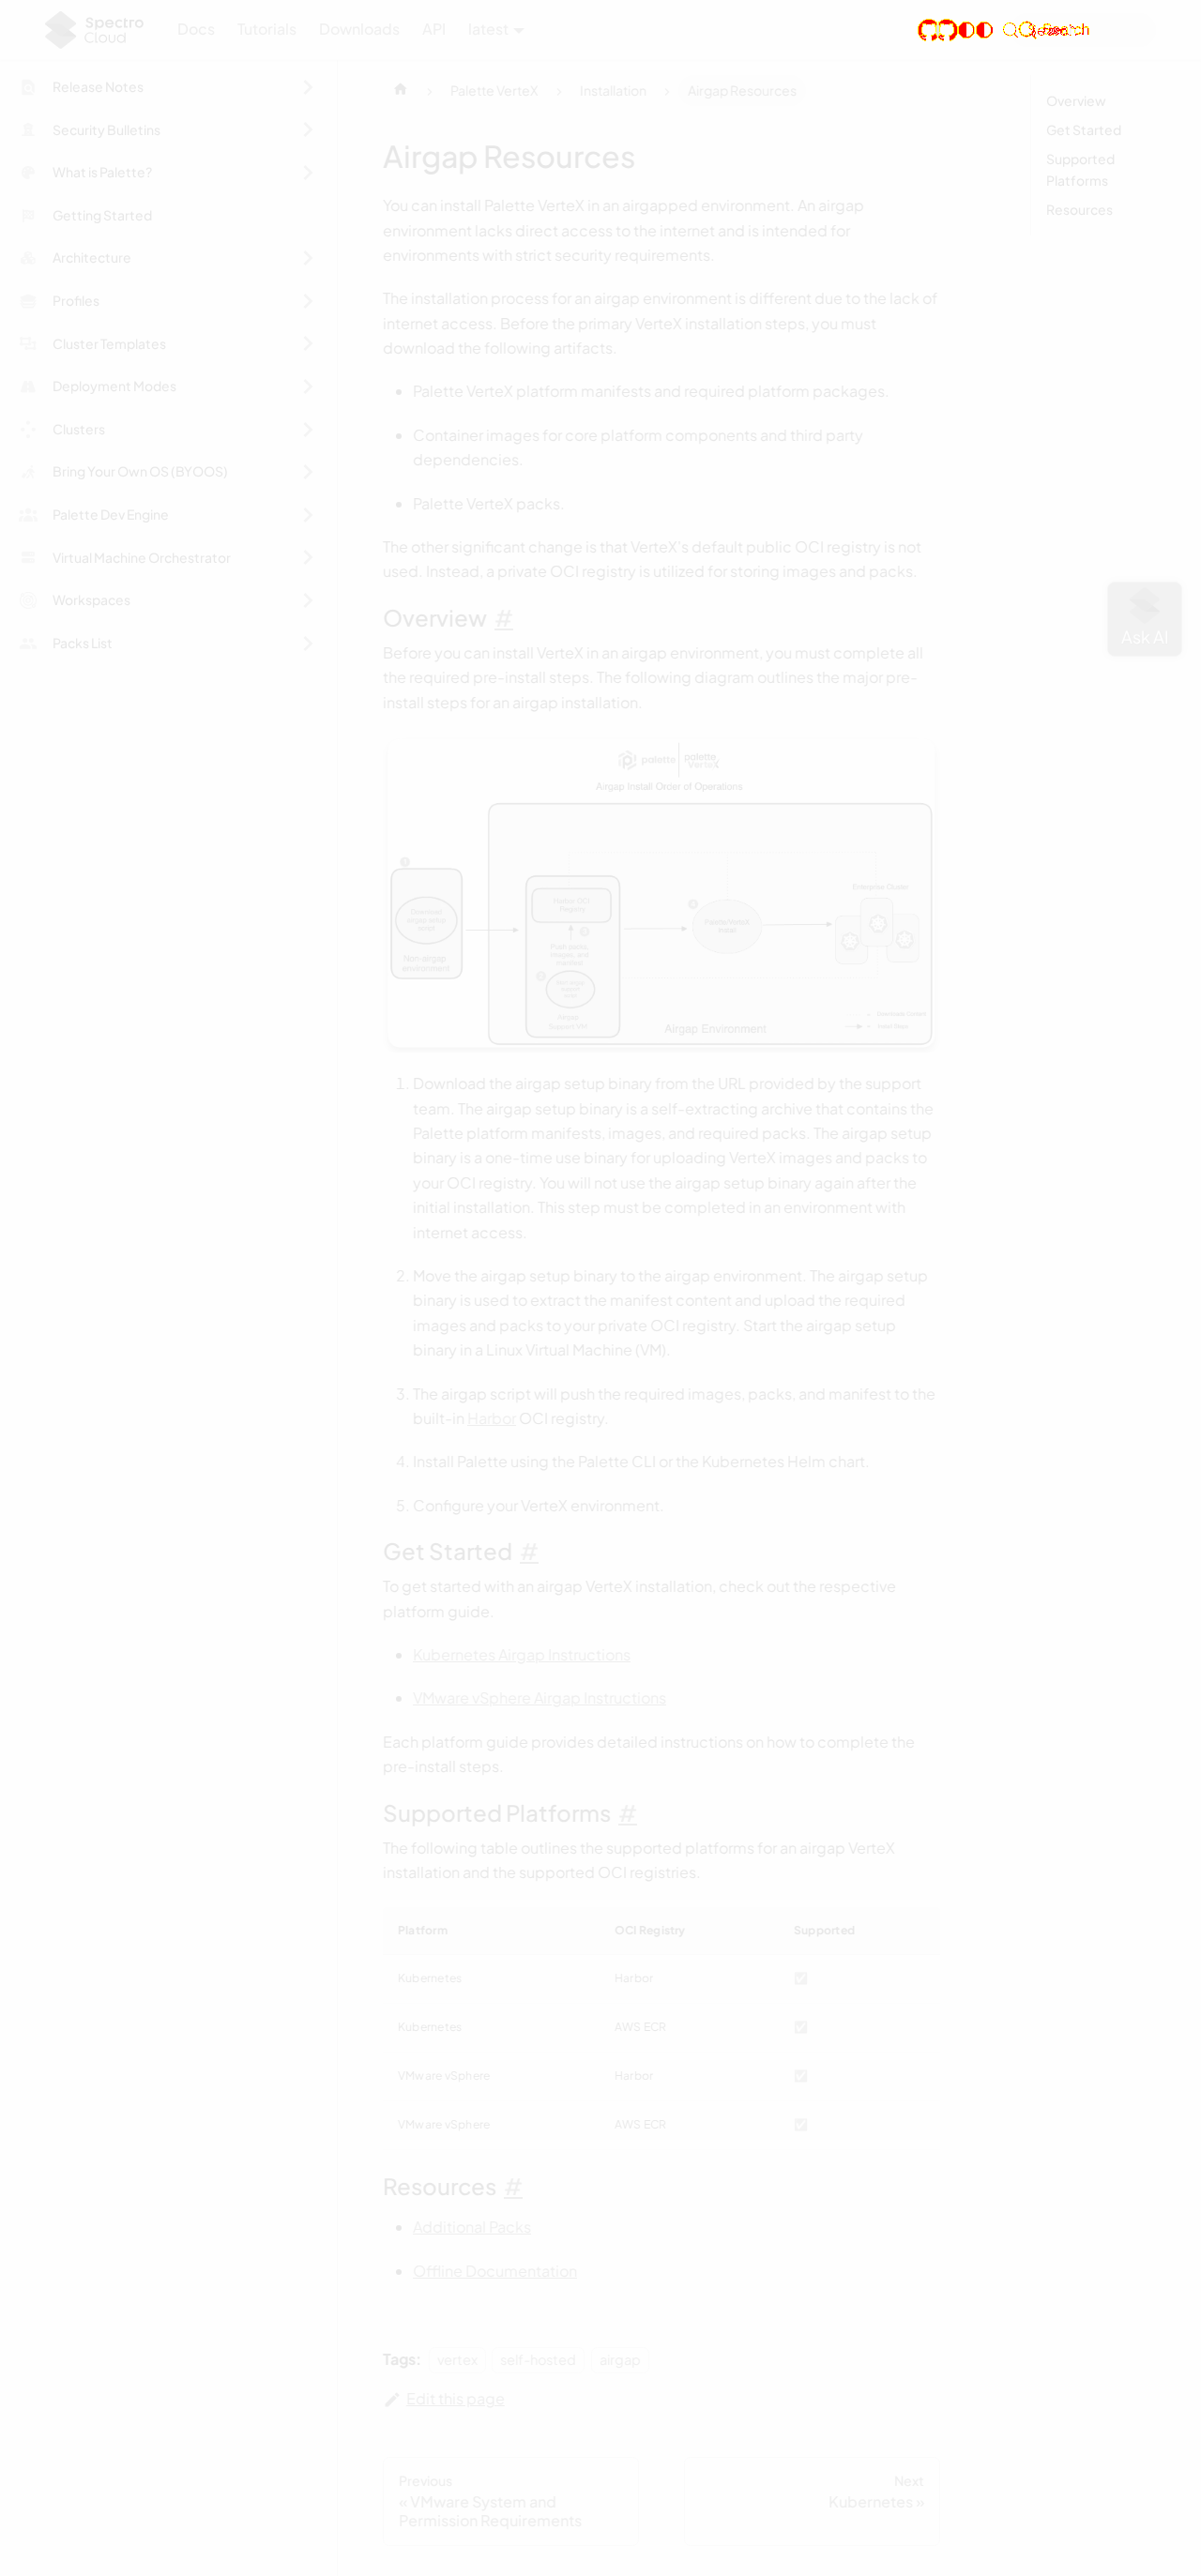 Spectro
Cloud
Docs
Tutorials
Downloads
API
latest
Search
Release Notes
Security Bulletins
What is Palette?
Getting Started
Architecture
Profiles
Cluster Templates
Deployment Modes
Clusters
Bring Your Own OS (BYOOS)
Palette Dev Engine
Virtual Machine Orchestrator
Workspaces
Packs List
Palette VerteX
Installation
Airgap Resources
Airgap Resources
You can install Palette VerteX in an airgapped environment. An airgap
environment lacks direct access to the internet and is intended for
environments with strict security requirements.
The installation process for an airgap environment is different due to the lack of
internet access. Before the primary VerteX installation steps, you must
download the following artifacts.
• Palette VerteX platform manifests and required platform packages.
• Container images for core platform components and third party
dependencies.
• Palette VerteX packs.
The other significant change is that VerteX's default public OCI registry is not
used. Instead, a private OCI registry is utilized for storing images and packs.
Overview #
Before you can install VerteX in an airgap environment, you must complete all
the required pre-install steps. The following diagram outlines the major pre-
install steps for an airgap installation.
palette
palette
VerteX
Airgap Install Order of Operations
Non-airgap
environment
Harbor OCI
Registry
Push packs,
images, and
manifest
Airgap
Support VM
Palette/VerteX
Install
Enterprise Cluster
Airgap Environment
Install Steps
1. Download the airgap setup binary from the URL provided by the support
team. The airgap setup binary is a self-extracting archive that contains the
Palette platform manifests, images, and required packs. The airgap setup
binary is a one-time use binary for uploading VerteX images and packs to
your OCI registry. You will not use the airgap setup binary again after the
initial installation. This step must be completed in an environment with
internet access.
2. Move the airgap setup binary to the airgap environment. The airgap setup
binary is used to extract the manifest content and upload the required
images and packs to your private OCI registry. Start the airgap setup
binary in a Linux Virtual Machine (VM).
3. The airgap script will push the required images, packs, and manifest to the
built-in Harbor OCI registry.
4. Install Palette using the Palette CLI or the Kubernetes Helm chart.
5. Configure your VerteX environment.
Get Started #
To get started with an airgap VerteX installation, check out the respective
platform guide.
• Kubernetes Airgap Instructions
• VMware vSphere Airgap Instructions
Each platform guide provides detailed instructions on how to complete the
pre-install steps.
Supported Platforms #
The following table outlines the supported platforms for an airgap VerteX
installation and the supported OCI registries.
Platform OCI Registry Supported
Kubernetes Harbor ✅
Kubernetes AWS ECR ✅
VMware vSphere Harbor ✅
VMware vSphere AWS ECR ✅
Resources #
• Additional Packs
• Offline Documentation
Tags: vertex self-hosted airgap
Edit this page
Previous
« VMware System and
Permission Requirements
Next
Kubernetes »
Overview
Get Started
Supported
Platforms
Resources
Ask AI